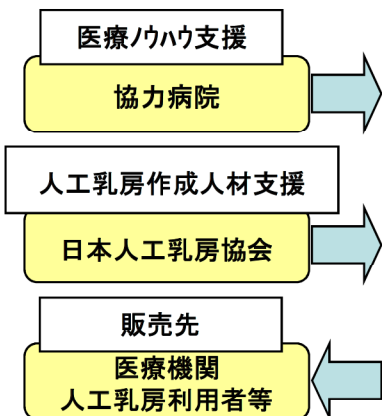 医療ノウハウ支援
協力病院
人工乳房作成人材支援
日本人工乳房協会
販売先
医療機関
人工乳房利用者等